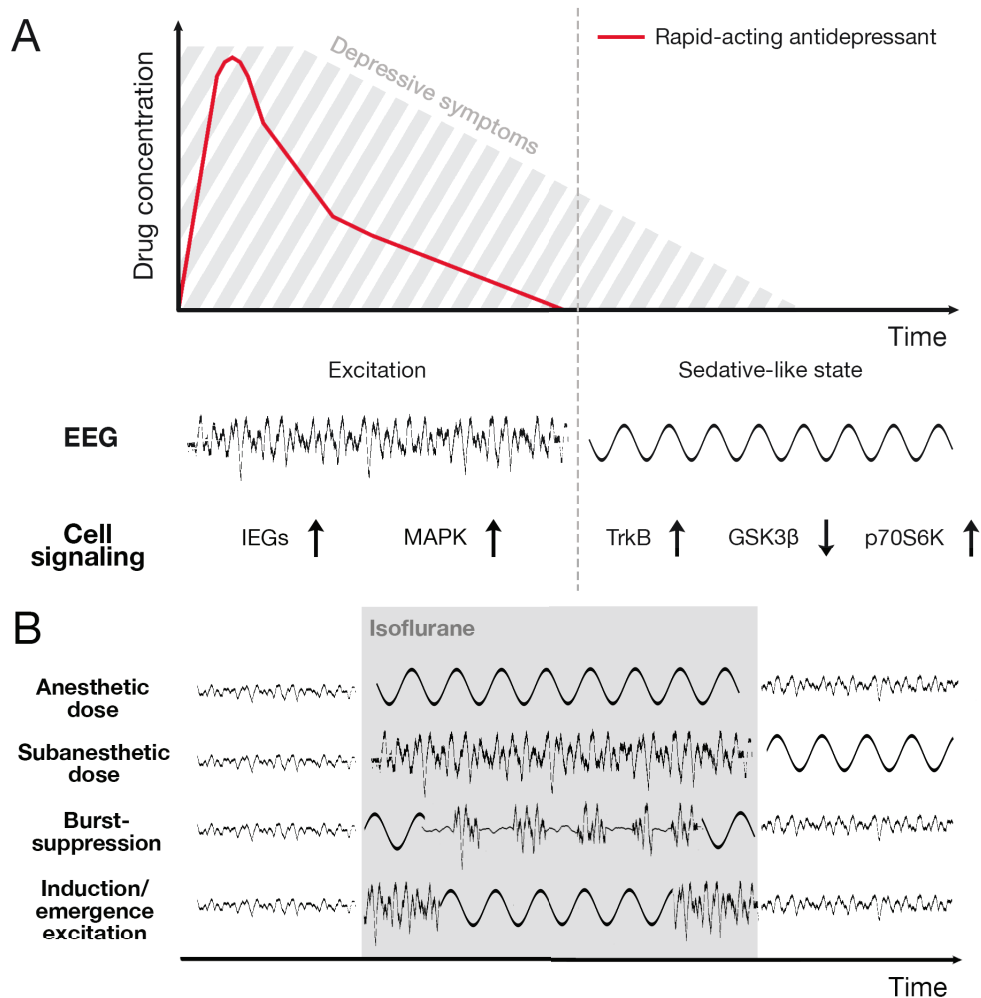 A
Rapid-acting antidepressant
Depressive symptoms
Drug concentration
Time
Excitation
Sedative-like state
EEG
Cell
signaling
IEGs
MAPK
TrkB
GSK3β
p70S6K
B
Isoflurane
Anesthetic
dose
Subanesthetic
dose
Burst-
suppression
Induction/
emergence
excitation
Time